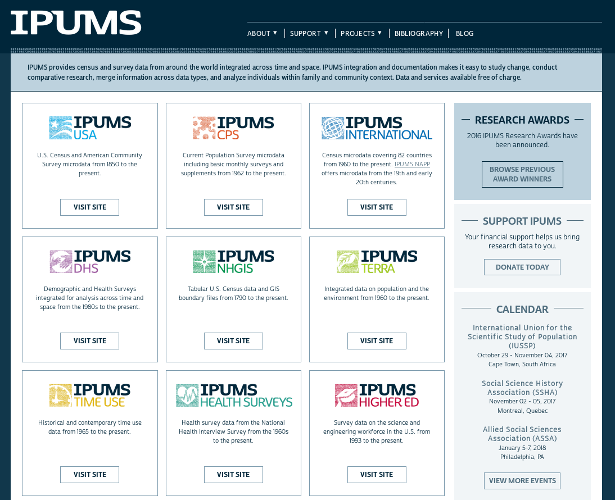 IPUMS
ABOUT ▼ | SUPPORT ▼ | PROJECTS ▼ | BIBLIOGRAPHY | BLOG
IPUMS provides census and survey data from around the world integrated across time and space. IPUMS integration and documentation makes it easy to study change, conduct
comparative research, merge information across data types, and analyze individuals within family and community context. Data and services available free of charge.
IPUMS
USA
U.S. Census and American Community
Survey microdata from 1850 to the
present.
VISIT SITE
IPUMS
CPS
Current Population Survey microdata
including basic monthly surveys and
supplements from 1962 to the present.
VISIT SITE
IPUMS
INTERNATIONAL
Census microdata covering 82 countries
from 1960 to the present. IPUMS NAPP
offers microdata from the 19th and early
20th centuries.
VISIT SITE
IPUMS
DHS
Demographic and Health Surveys
integrated for analysis across time and
space from the 1980s to the present.
VISIT SITE
IPUMS
NHGIS
Tabular U.S. Census data and GIS
boundary files from 1790 to the present.
VISIT SITE
IPUMS
TERRA
Integrated data on population and the
environment from 1960 to the present.
VISIT SITE
IPUMS
TIME USE
Historical and contemporary time use
data from 1965 to the present.
VISIT SITE
IPUMS
HEALTH SURVEYS
Health survey data from the National
Health Interview Survey from the 1960s
to the present.
VISIT SITE
IPUMS
HIGHER ED
Survey data on the science and
engineering workforce in the U.S. from
1993 to the present.
VISIT SITE
RESEARCH AWARDS
2016 IPUMS Research Awards have
been announced.
BROWSE PREVIOUS
AWARD WINNERS
SUPPORT IPUMS
Your financial support helps us bring
research data to you.
DONATE TODAY
CALENDAR
International Union for the
Scientific Study of Population
(IUSSP)
October 29 - November 04, 2017
Cape Town, South Africa
Social Science History
Association (SSHA)
November 02 - 05, 2017
Montreal, Quebec
Allied Social Sciences
Association (ASSA)
January 5-7, 2018
Philadelphia, PA
VIEW MORE EVENTS